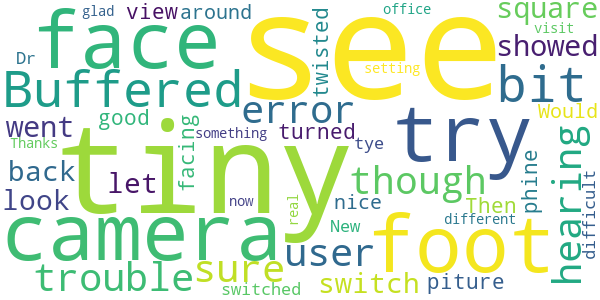 glad view around office square
face see twisted showed
Dr setting visit
Buffered error bit Would
went good facing something turned try hearing
Thanks tiny tye
back let though phine difficult
look now real nice Then
camera New foot different
trouble sure user switch piture
switched